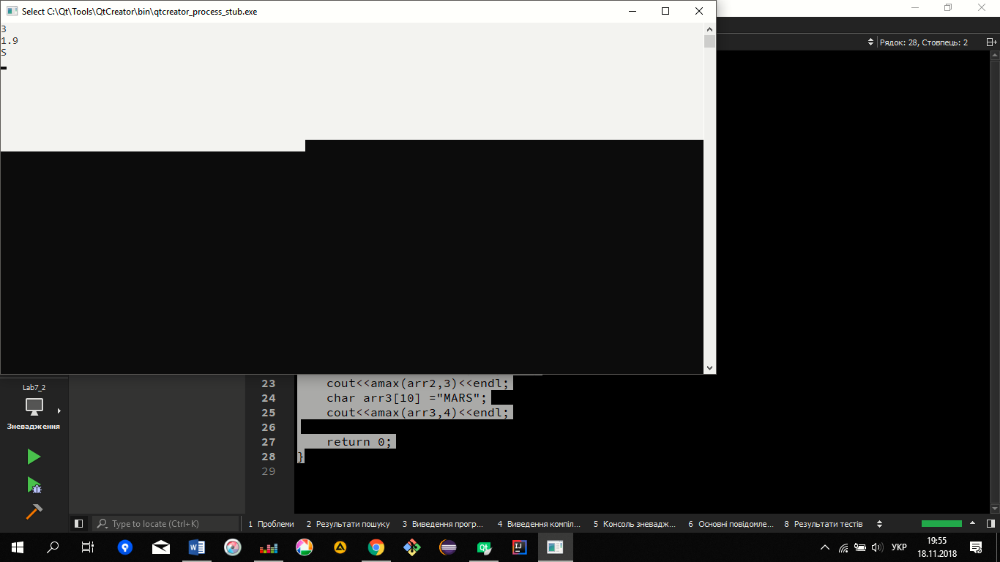 Select C:\Qt\Tools\QtCreator\bin\qtcreator_process_stub.exe
3
1.9
S
Рядок: 28, Стовпець: 2
Lab7_2
Зневадження
23 cout<<amax(arr2,3)<<endl;
24 char arr3[10] ="MARS";
25 cout<<amax(arr3,4)<<endl;
26
27 return 0;
28 }
29
Type to locate (Ctrl+K)
1 Проблеми
2 Результати пошуку
3 Виведення прогр...
4 Виведення компіл...
5 Консоль зневадж...
6 Основні повідомле...
8 Результати тестів
УКР
19:55
18.11.2018